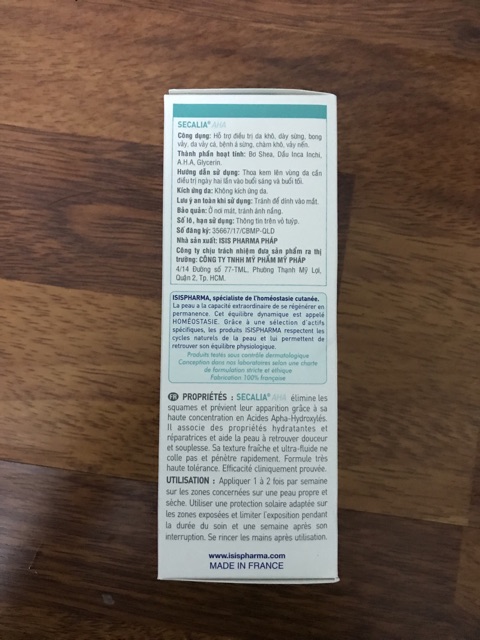 SECALIA® AHA
Công dụng: Hỗ trợ điều trị da khô, dày sừng, bong
vảy, da vảy cá, bệnh á sừng, chàm khô, vảy nến.
Thành phần hoạt tính: Bơ Shea, Dầu Inca Inchi,
A.H.A, Glycerin.
Hướng dẫn sử dụng: Thoa kem lên vùng da cần
điều trị ngày hai lần vào buổi sáng và buổi tối.
Kích ứng da: Không kích ứng da.
Lưu ý an toàn khi sử dụng: Tránh để dính vào mắt.
Bảo quản: Ở nơi mát, tránh ánh nắng.
Số lô, hạn sử dụng: Thông tin trên vỏ tuýp.
Số đăng ký: 35667/17/CBMP-QLD
Nhà sản xuất: ISIS PHARMA PHÁP
Công ty chịu trách nhiệm đưa sản phẩm ra thị
trường: CÔNG TY TNHH MỸ PHẨM MỸ PHÁP
4/14 Đường số 77-TML, Phường Thạnh Mỹ Lợi,
Quận 2, Tp. HCM.
ISISPHARMA, spécialiste de l'homéostasie cutanée.
La peau a la capacité extraordinaire de se régénérer en
permanence. Cet équilibre dynamique est appelé
HOMÉOSTASIE. Grâce à une sélection d'actifs
spécifiques, les produits ISISPHARMA respectent les
cycles naturels de la peau et lui permettent de
retrouver son équilibre physiologique.
Produits testés sous contrôle dermatologique
Conception dans nos laboratoires selon une charte
de formulation stricte et éthique
Fabrication 100% française
FR PROPRIÉTÉS : SECALIA® AHA élimine les
squames et prévient leur apparition grâce à sa
haute concentration en Acides Apha-Hydroxylés.
Il associe des propriétés hydratantes et
réparatrices et aide la peau à retrouver douceur
et souplesse. Sa texture fraîche et ultra-fluide ne
colle pas et pénètre rapidement. Formule très
haute tolérance. Efficacité cliniquement prouvée.
UTILISATION : Appliquer 1 à 2 fois par semaine
sur les zones concernées sur une peau propre et
sèche. Utiliser une protection solaire adaptée sur
les zones exposées et limiter l'exposition pendant
la durée du soin et une semaine après son
interruption. Se rincer les mains après utilisation.
www.isispharma.com
MADE IN FRANCE